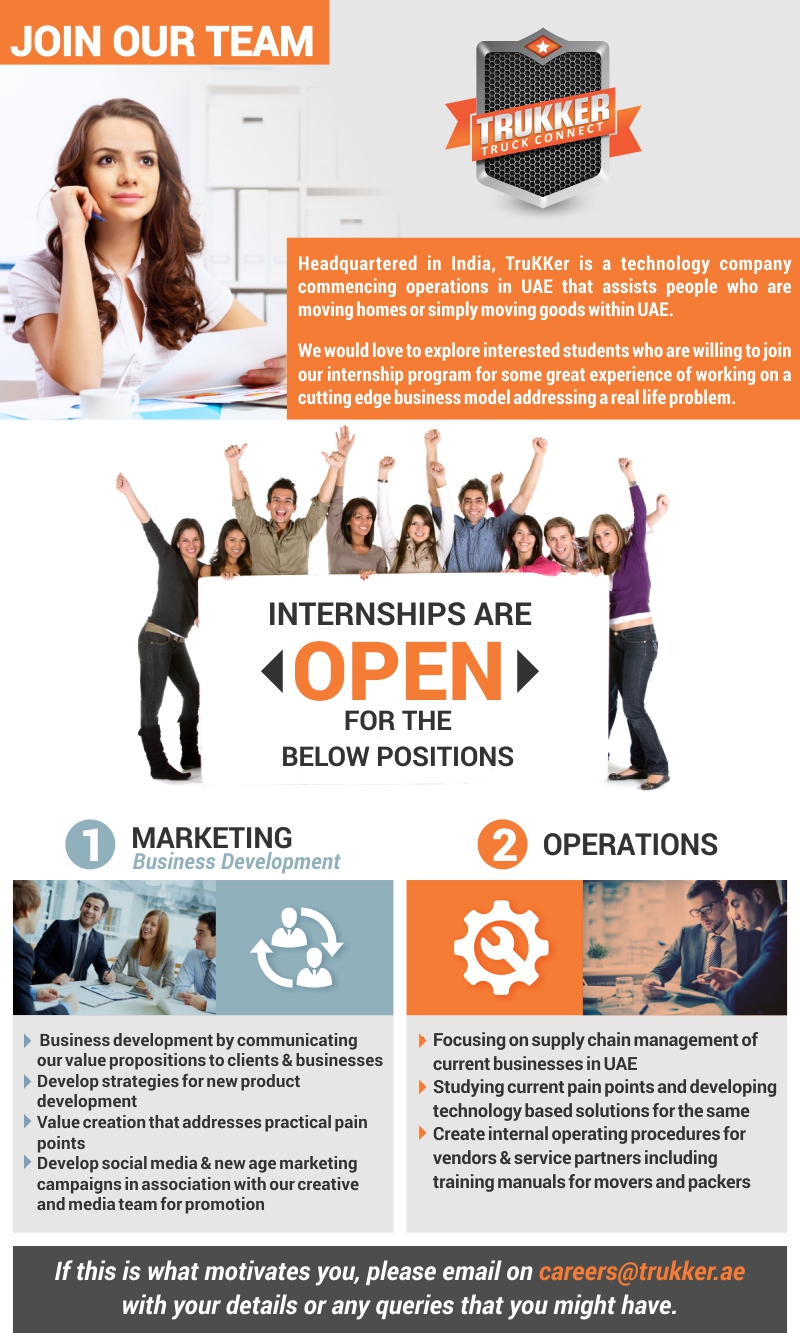 JOIN OUR TEAM
TRUKKER
TRUCK CONNECT
Headquartered in India, TruKKer is a technology company
commencing operations in UAE that assists people who are
moving homes or simply moving goods within UAE.
We would love to explore interested students who are willing to join
our internship program for some great experience of working on a
cutting edge business model addressing a real life problem.
INTERNSHIPS ARE
OPEN
FOR THE
BELOW POSITIONS
1 MARKETING
Business Development
Business development by communicating
our value propositions to clients & businesses
Develop strategies for new product
development
Value creation that addresses practical pain
points
Develop social media & new age marketing
campaigns in association with our creative
and media team for promotion
2 OPERATIONS
Focusing on supply chain management of
current businesses in UAE
Studying current pain points and developing
technology based solutions for the same
Create internal operating procedures for
vendors & service partners including
training manuals for movers and packers
If this is what motivates you, please email on careers@trukker.ae
with your details or any queries that you might have.